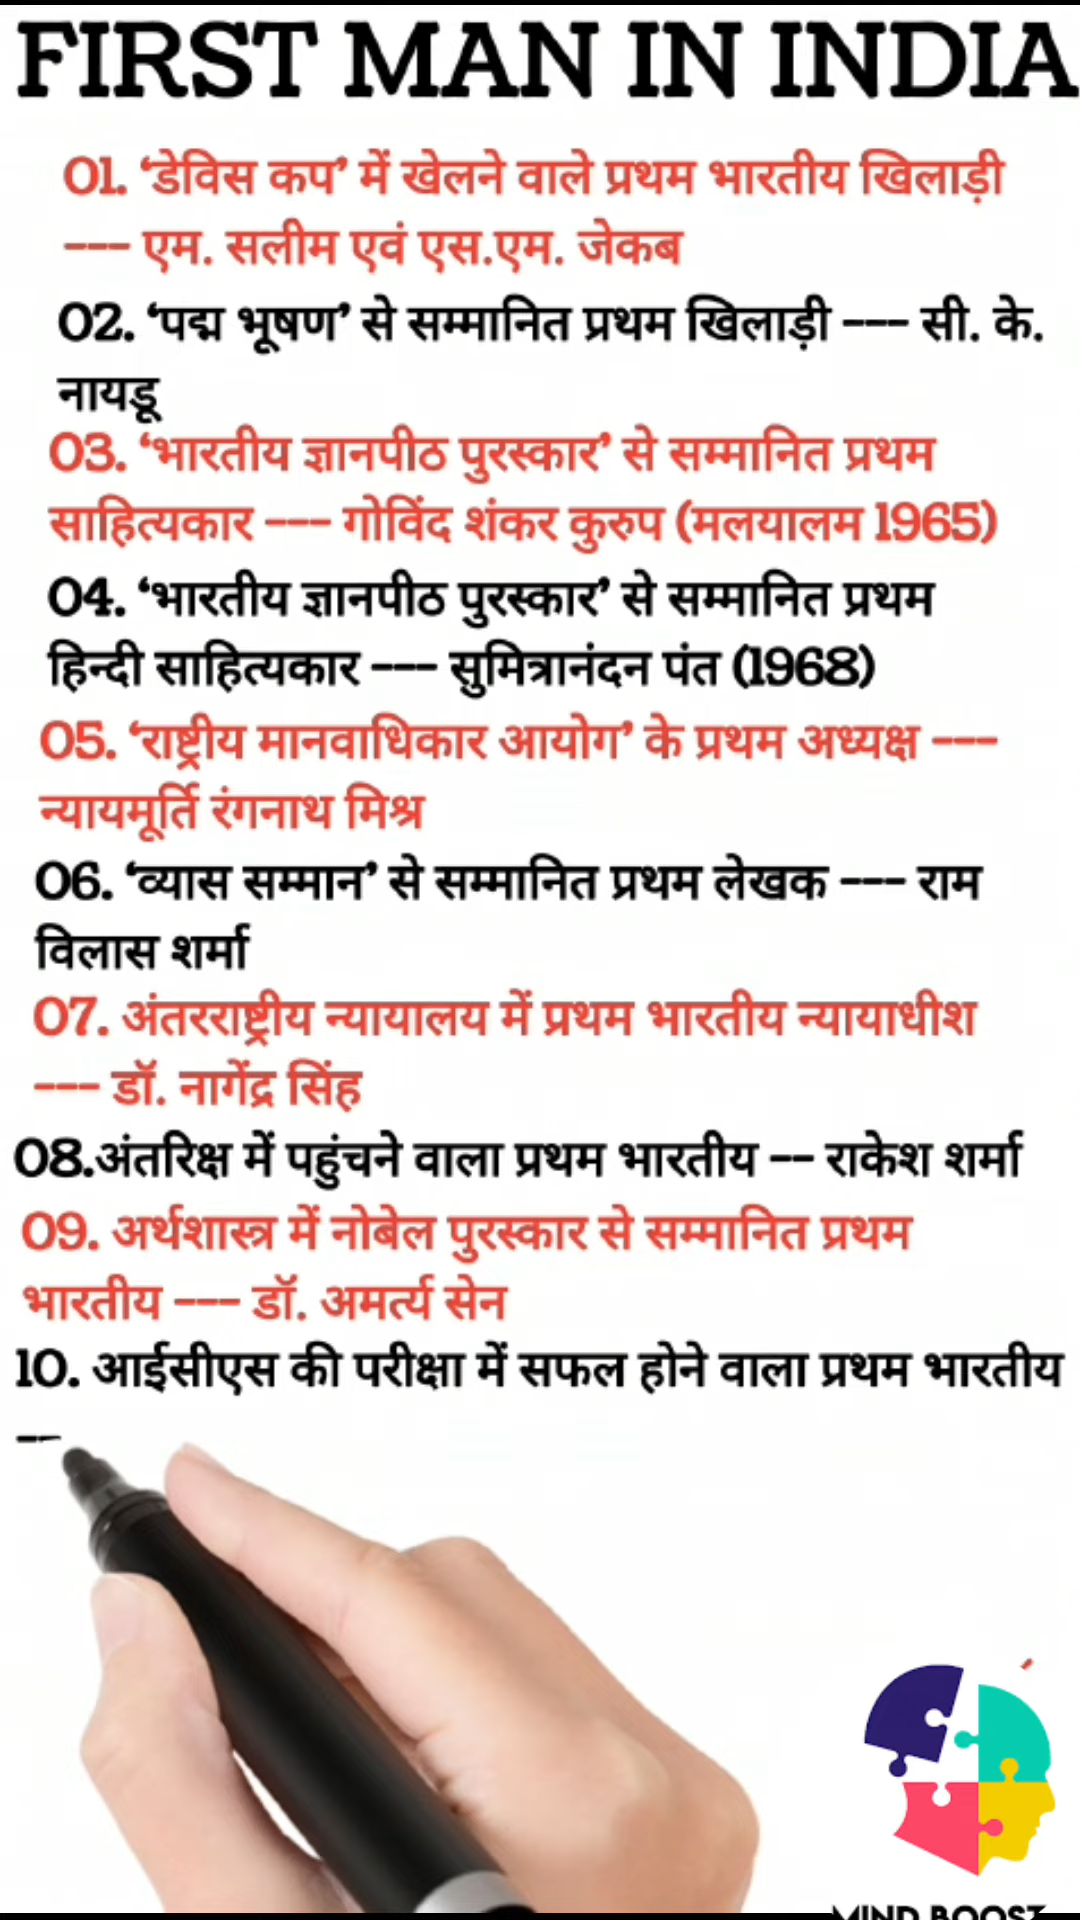 FIRST MAN IN INDIA
01. ‘डेविस कप’ में खेलने वाले प्रथम भारतीय खिलाड़ी
--- एम. सलीम एवं एस.एम. जेकब
02. ‘पद्म भूषण’ से सम्मानित प्रथम खिलाड़ी --- सी. के.
नायडू
03. ‘भारतीय ज्ञानपीठ पुरस्कार’ से सम्मानित प्रथम
साहित्यकार --- गोविंद शंकर कुरुप (मलयालम 1965)
04. ‘भारतीय ज्ञानपीठ पुरस्कार’ से सम्मानित प्रथम
हिन्दी साहित्यकार --- सुमित्रानंदन पंत (1968)
05. ‘राष्ट्रीय मानवाधिकार आयोग’ के प्रथम अध्यक्ष ---
न्यायमूर्ति रंगनाथ मिश्र
06. ‘व्यास सम्मान’ से सम्मानित प्रथम लेखक --- राम
विलास शर्मा
07. अंतरराष्ट्रीय न्यायालय में प्रथम भारतीय न्यायाधीश
--- डॉ. नागेंद्र सिंह
08.अंतरिक्ष में पहुंचने वाला प्रथम भारतीय -- राकेश शर्मा
09. अर्थशास्त्र में नोबेल पुरस्कार से सम्मानित प्रथम
भारतीय --- डॉ. अमर्त्य सेन
10. आईसीएस की परीक्षा में सफल होने वाला प्रथम भारतीय
--
MIND BOOST